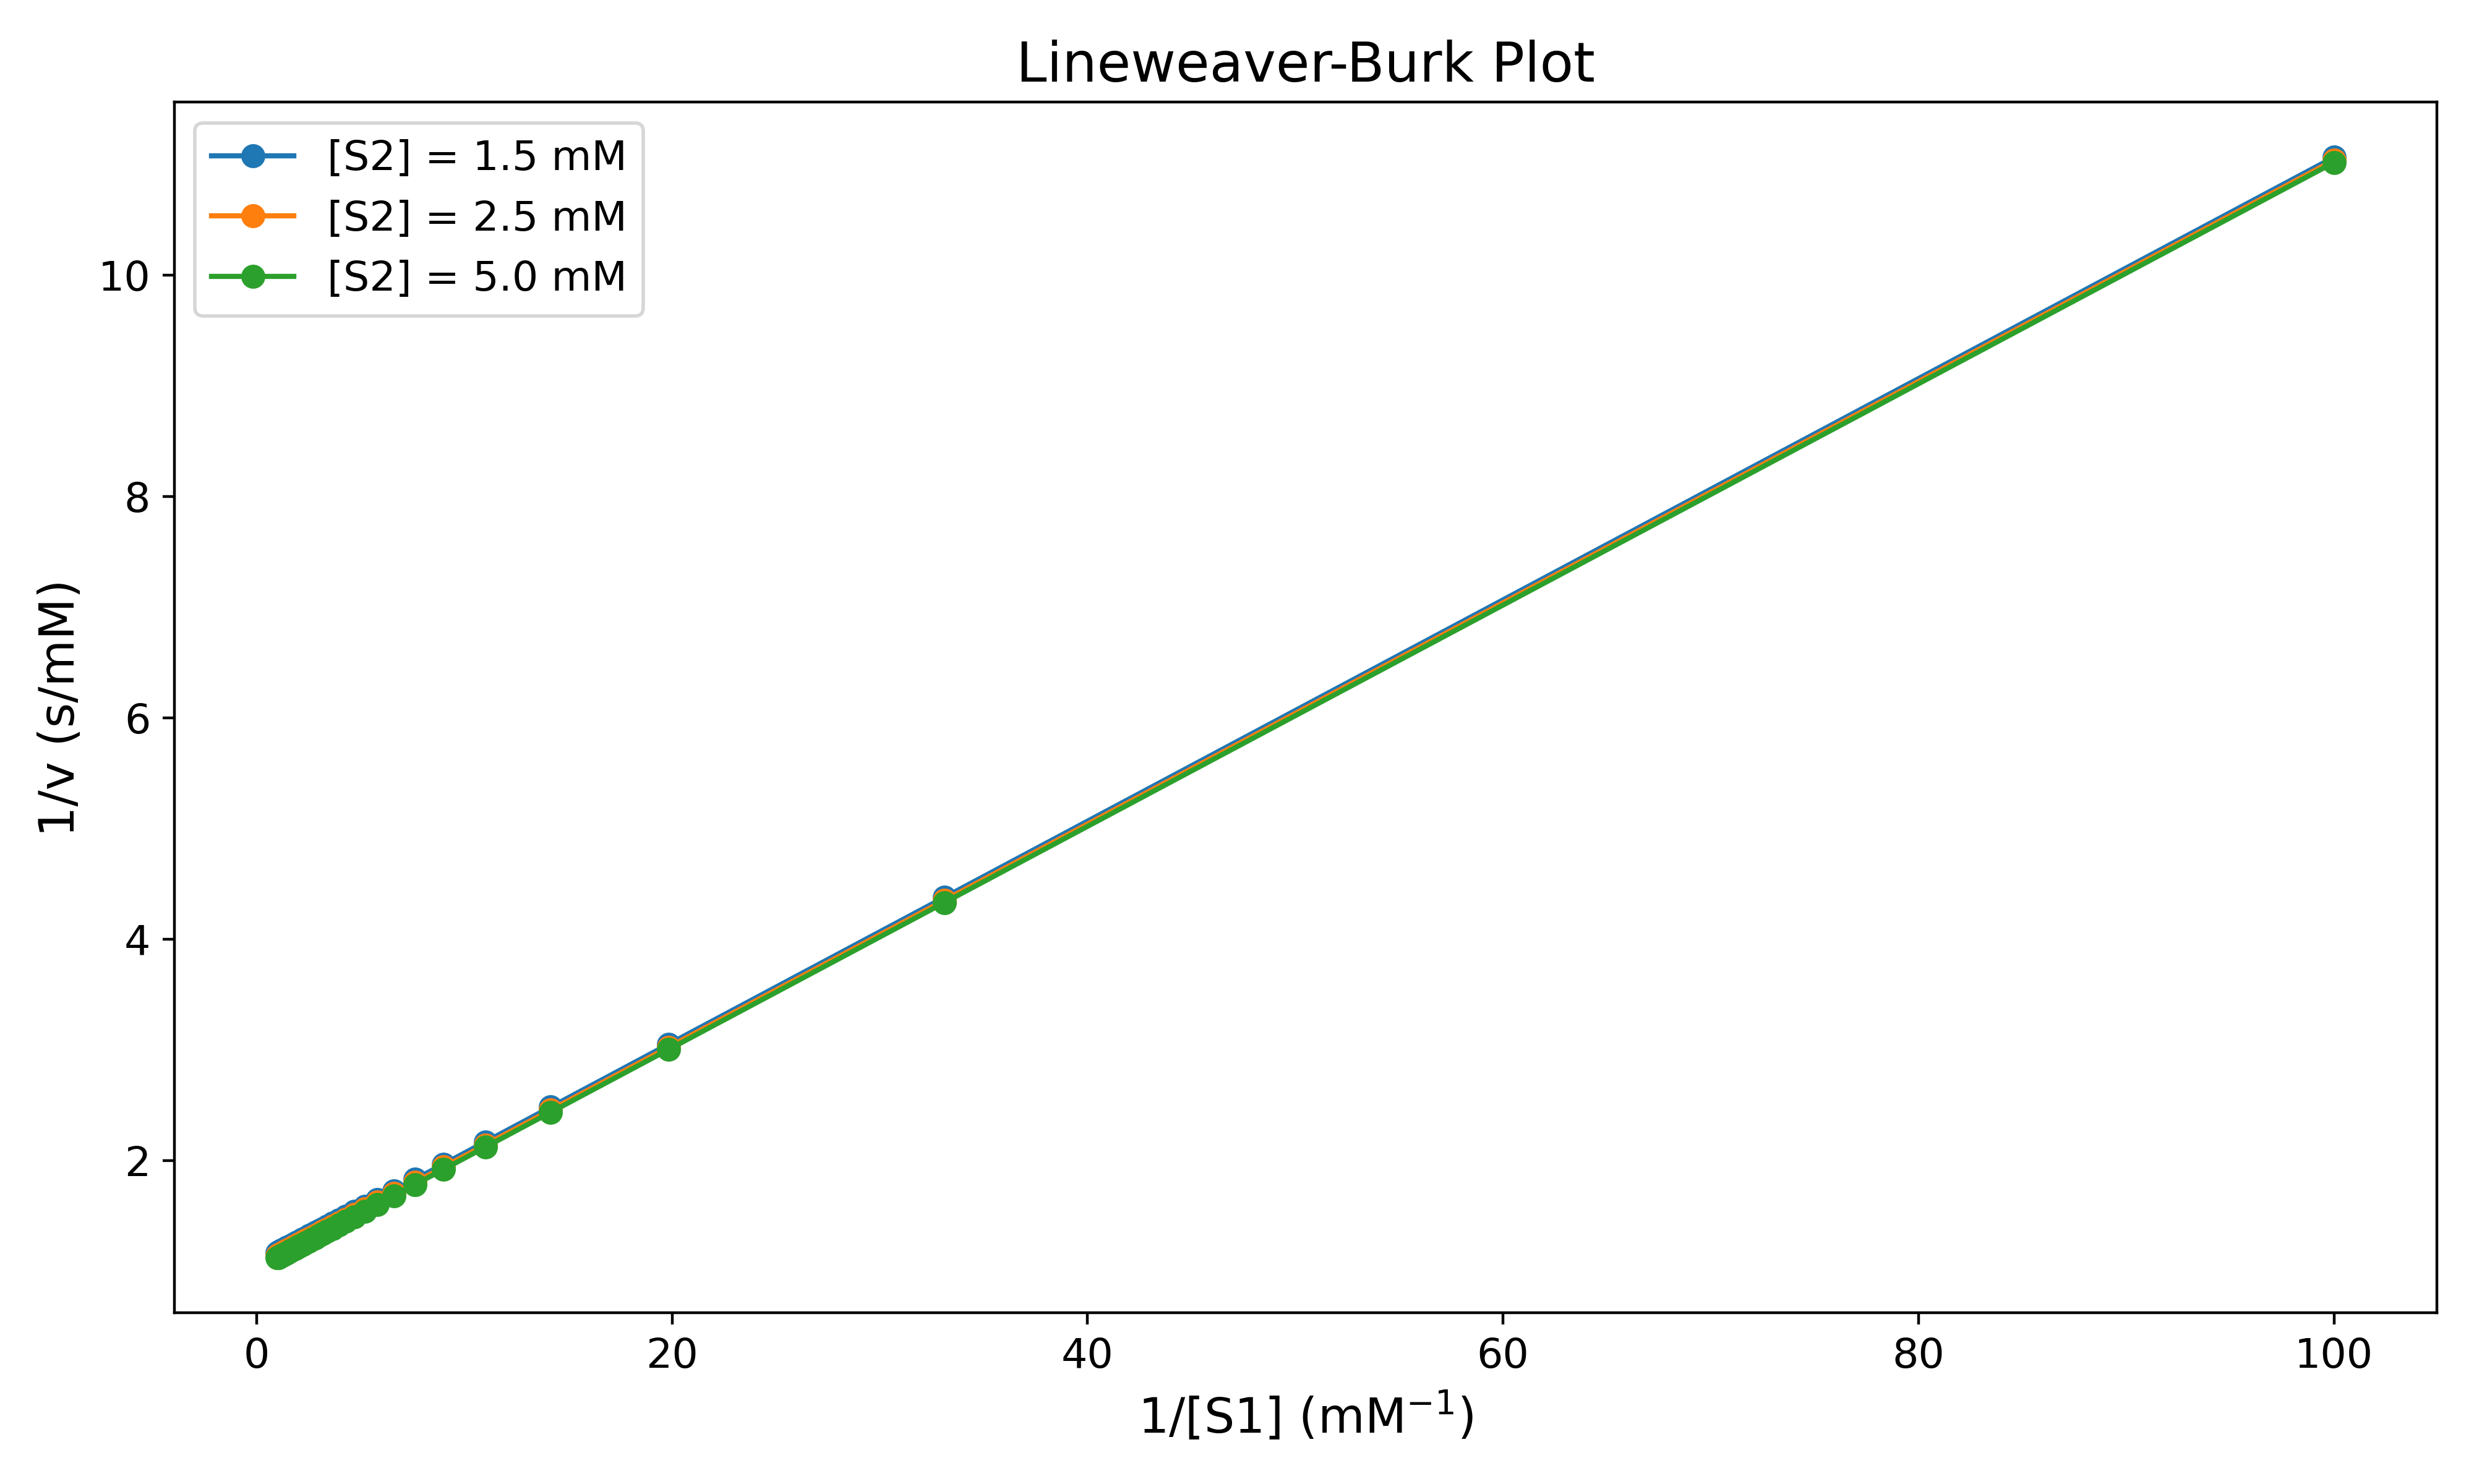 Lineweaver-Burk Plot
[S2] = 1.5 mM
[S2] = 2.5 mM
[S2] = 5.0 mM
10
8
6
4
2
1/v (s/mM)
0 20 40 60 80 100
1/[S1] (mM⁻¹)